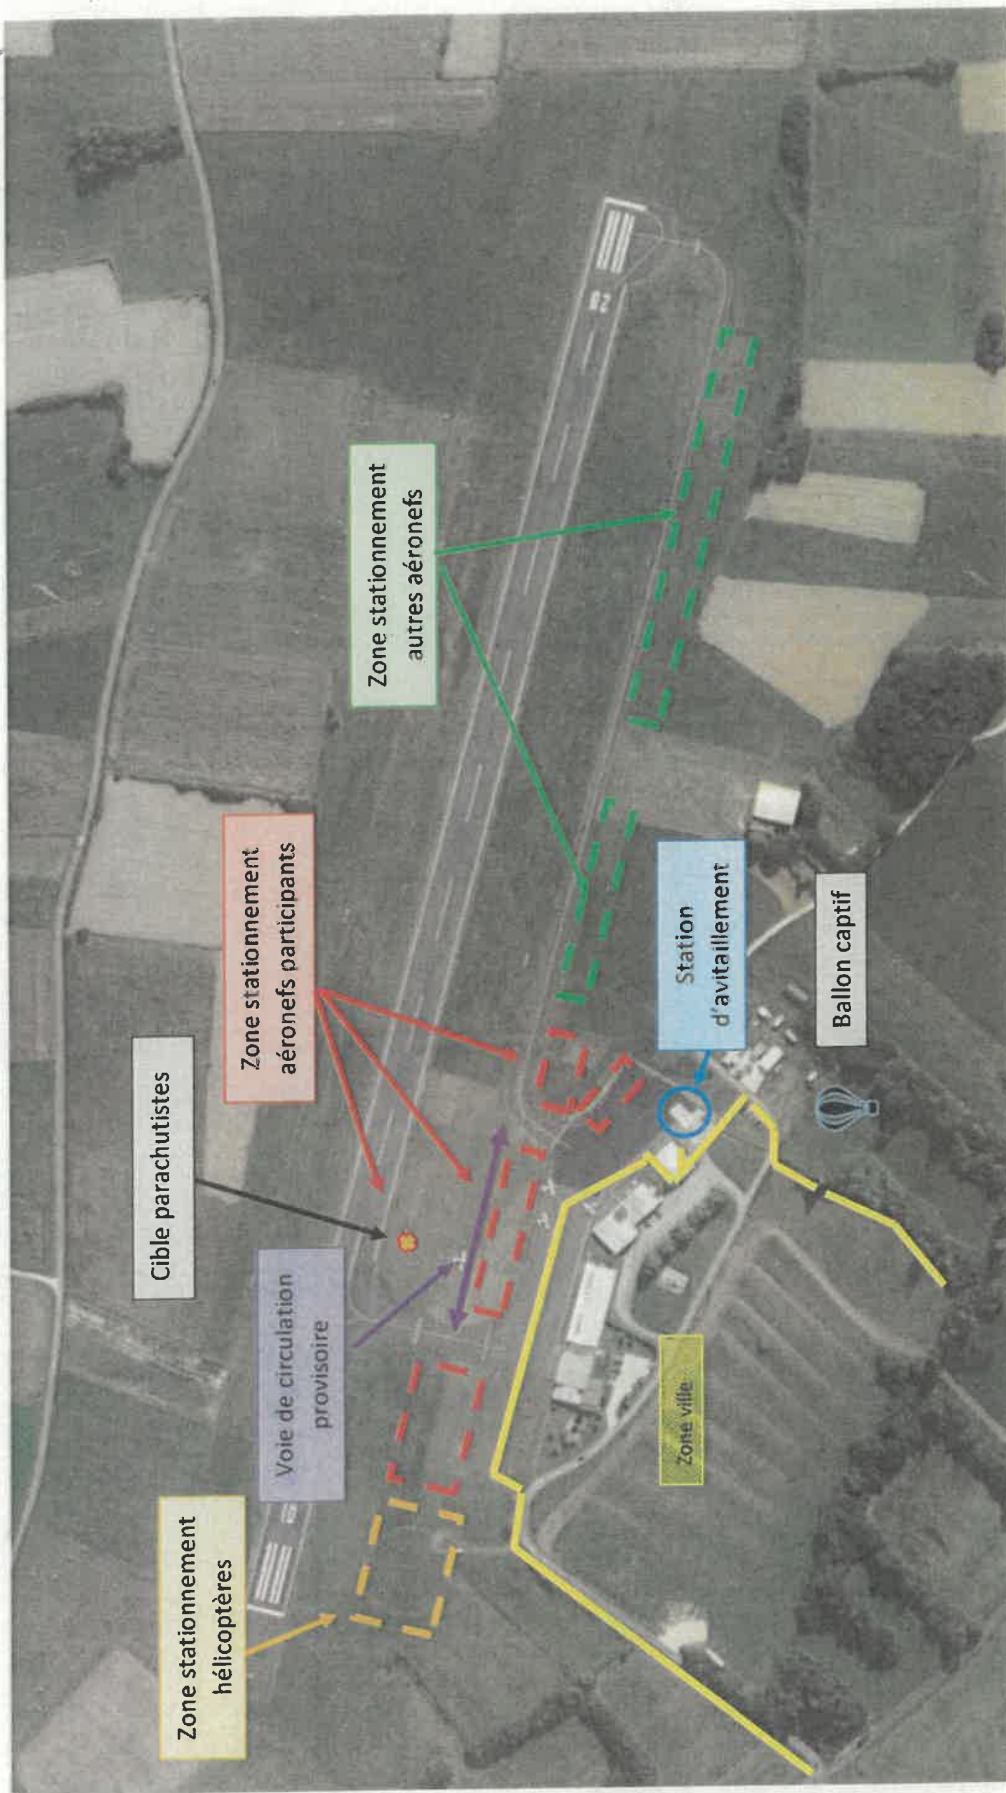 Cible parachutistes
Zone stationnement
hélicoptères
Zone stationnement
aéronefs participants
Voie de circulation
provisoire
Zone stationnement
autres aéronefs
28
Station
d'avitaillement
Zone ville
Ballon captif